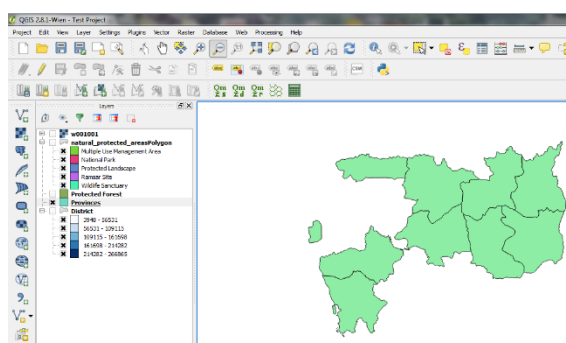 QGIS 2.8.1-Wien - Test Project
Project Edit View Layer Settings Plugins Vector Raster Database Web Processing Help
CSW
Layers
w001001
natural_protected_areasPolygon
Multiple Use Management Area
National Park
Protected Landscape
Ramsar Site
Wildlife Sanctuary
Protected Forest
Provinces
District
3948 - 56531
56531 - 109115
109115 - 161698
161698 - 214282
214282 - 266865